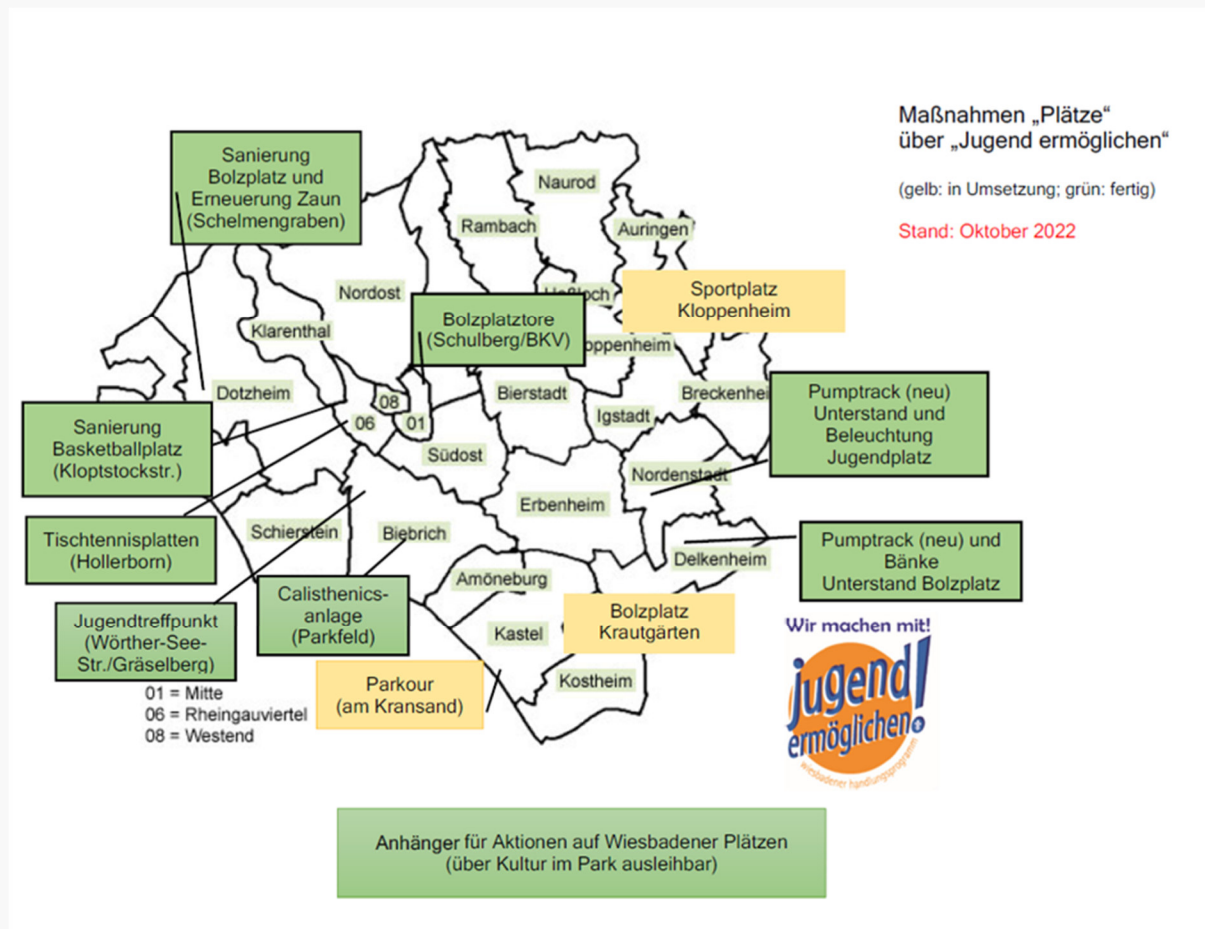 Maßnahmen „Plätze“
über „Jugend ermöglichen“
(gelb: in Umsetzung; grün: fertig)
Stand: Oktober 2022
Sanierung
Bolzplatz und
Erneuerung Zaun
(Schelmengraben)
Naurod
Rambach
Auringen
Nordost
Sportplatz
Kloppenheim
Klarenthal
Bolzplatztore
(Schulberg/BKV)
Dotzheim
08
06
01
Bierstadt
Igstadt
Südost
Sanierung
Basketballplatz
(Kloptstockstr.)
Pumptrack (neu)
Unterstand und
Beleuchtung
Jugendplatz
Nordenstadt
Erbenheim
Tischtennisplatten
(Hollerborn)
Schierstein
Biebrich
Delkenheim
Pumptrack (neu) und
Bänke
Unterstand Bolzplatz
Amöneburg
Calisthenics-
anlage
(Parkfeld)
Jugendtreffpunkt
(Wörther-See-
Str./Gräselberg)
Kastel
Bolzplatz
Krautgärten
Kostheim
Parkour
(am Kransand)
01 = Mitte
06 = Rheingauviertel
08 = Westend
Wir machen mit!
jugend!
ermöglichen
wiesbadener handlungsprogramm
Anhänger für Aktionen auf Wiesbadener Plätzen
(über Kultur im Park ausleihbar)